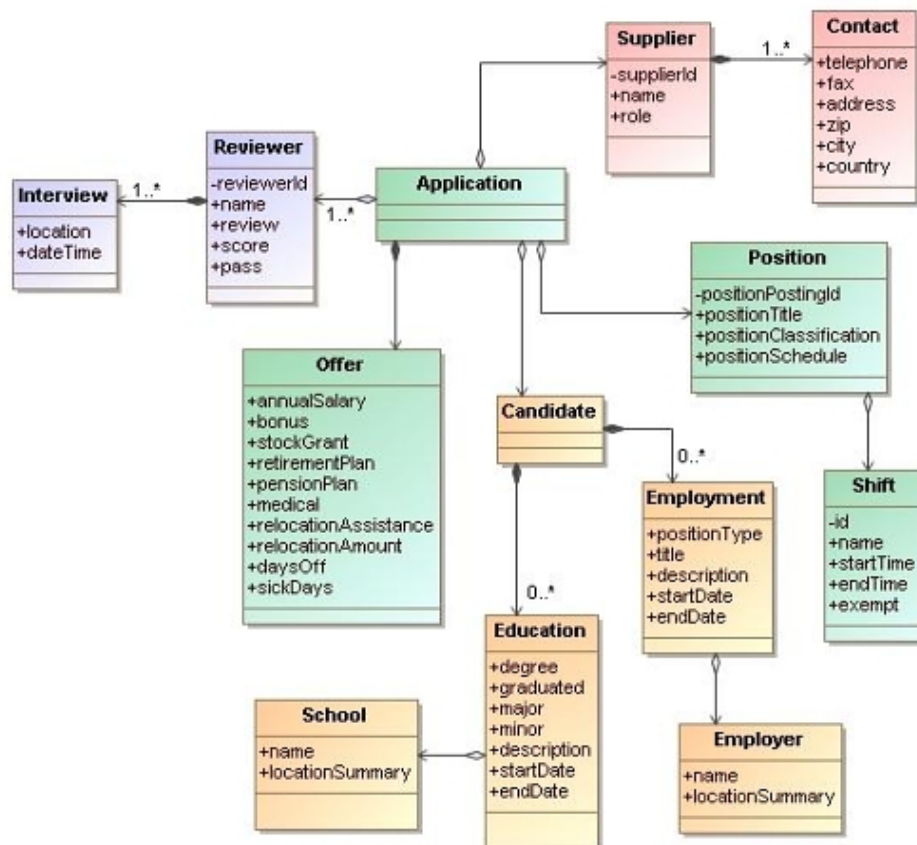 Supplier
-supplierId
+name
+role
1..*
Contact
+telephone
+fax
+address
+zip
+city
+country
Interview
+location
+dateTime
1..*
Reviewer
-reviewerId
+name
+review
+score
+pass
1..*
Application
Position
-positionPostingId
+positionTitle
+positionClassification
+positionSchedule
Offer
+annualSalary
+bonus
+stockGrant
+retirementPlan
+pensionPlan
+medical
+relocationAssistance
+relocationAmount
+daysOff
+sickDays
Candidate
0..*
0..*
Employment
+positionType
+title
+description
+startDate
+endDate
Shift
-id
+name
+startTime
+endTime
+exempt
Education
+degree
+graduated
+major
+minor
+description
+startDate
+endDate
School
+name
+locationSummary
Employer
+name
+locationSummary